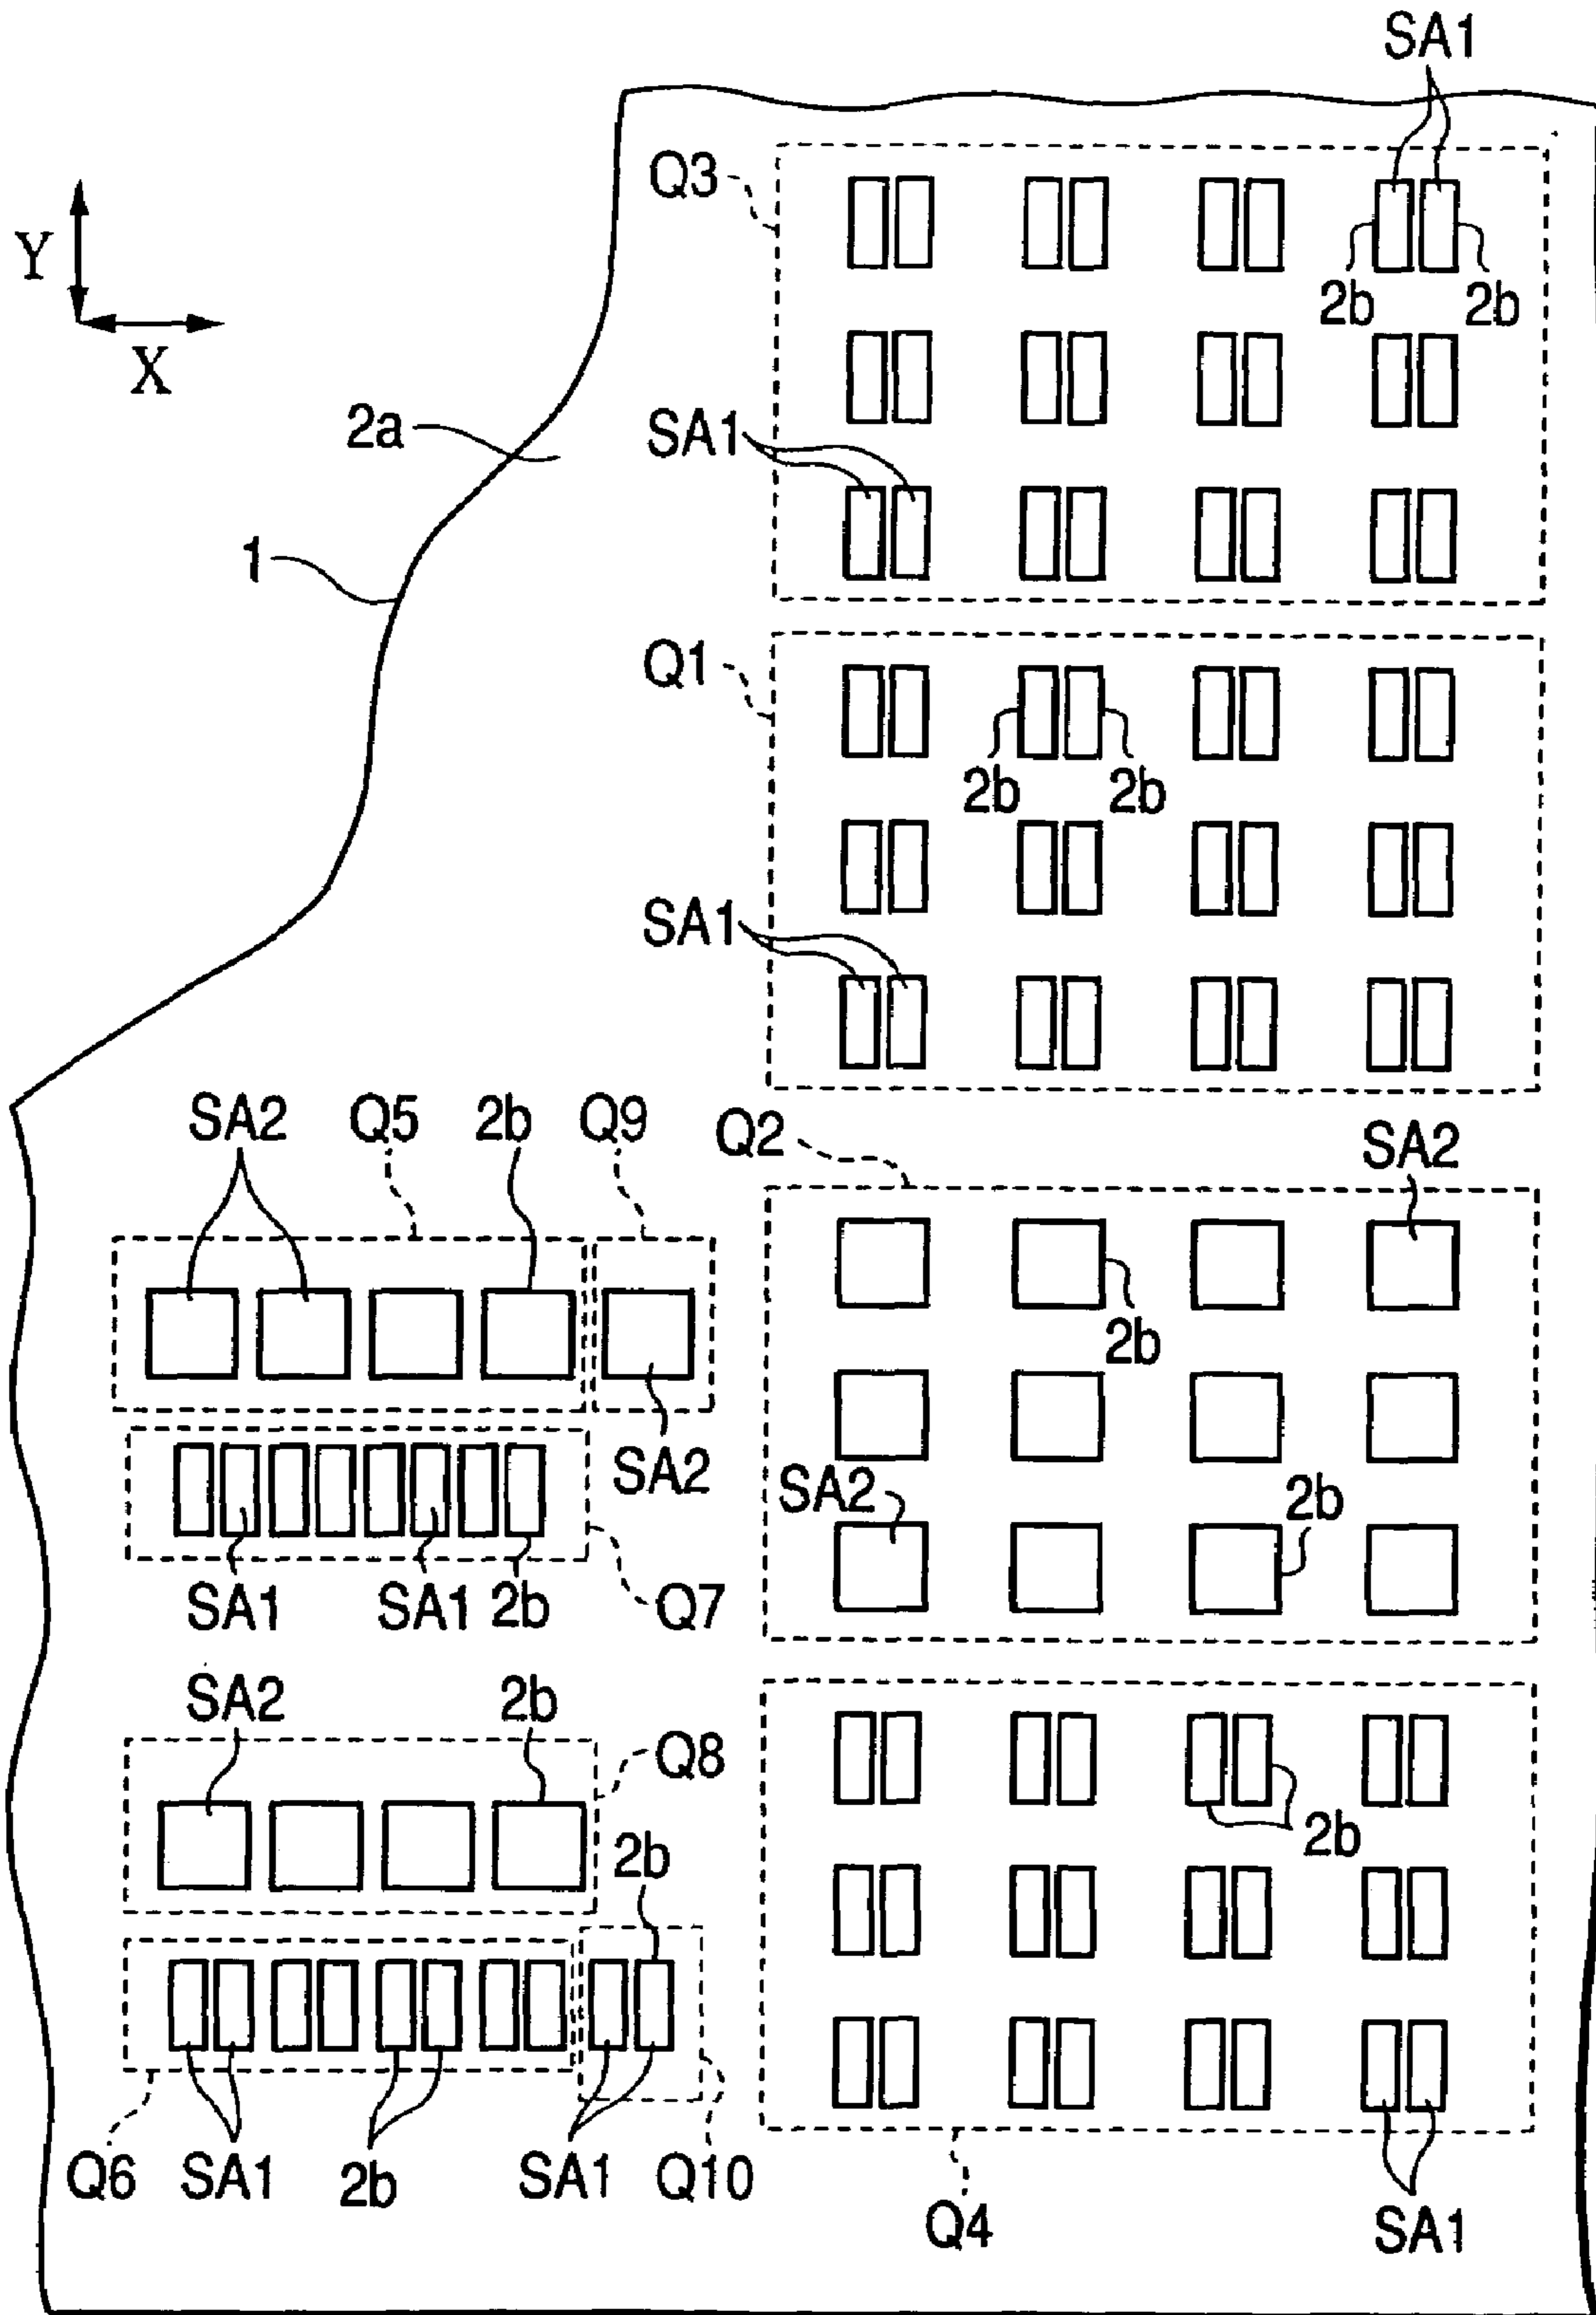 SA1
Q3
Y
2b 2b
X
2a
SA1
1
Q1
2b 2b
SA1
SA2 Q5 2b Q9 Q2 SA2
2b
SA2
SA2
2b
SA1 SA1 2b Q7
SA2 2b
Q8
2b
2b
Q6 SA1 2b SA1 Q10
Q4 SA1